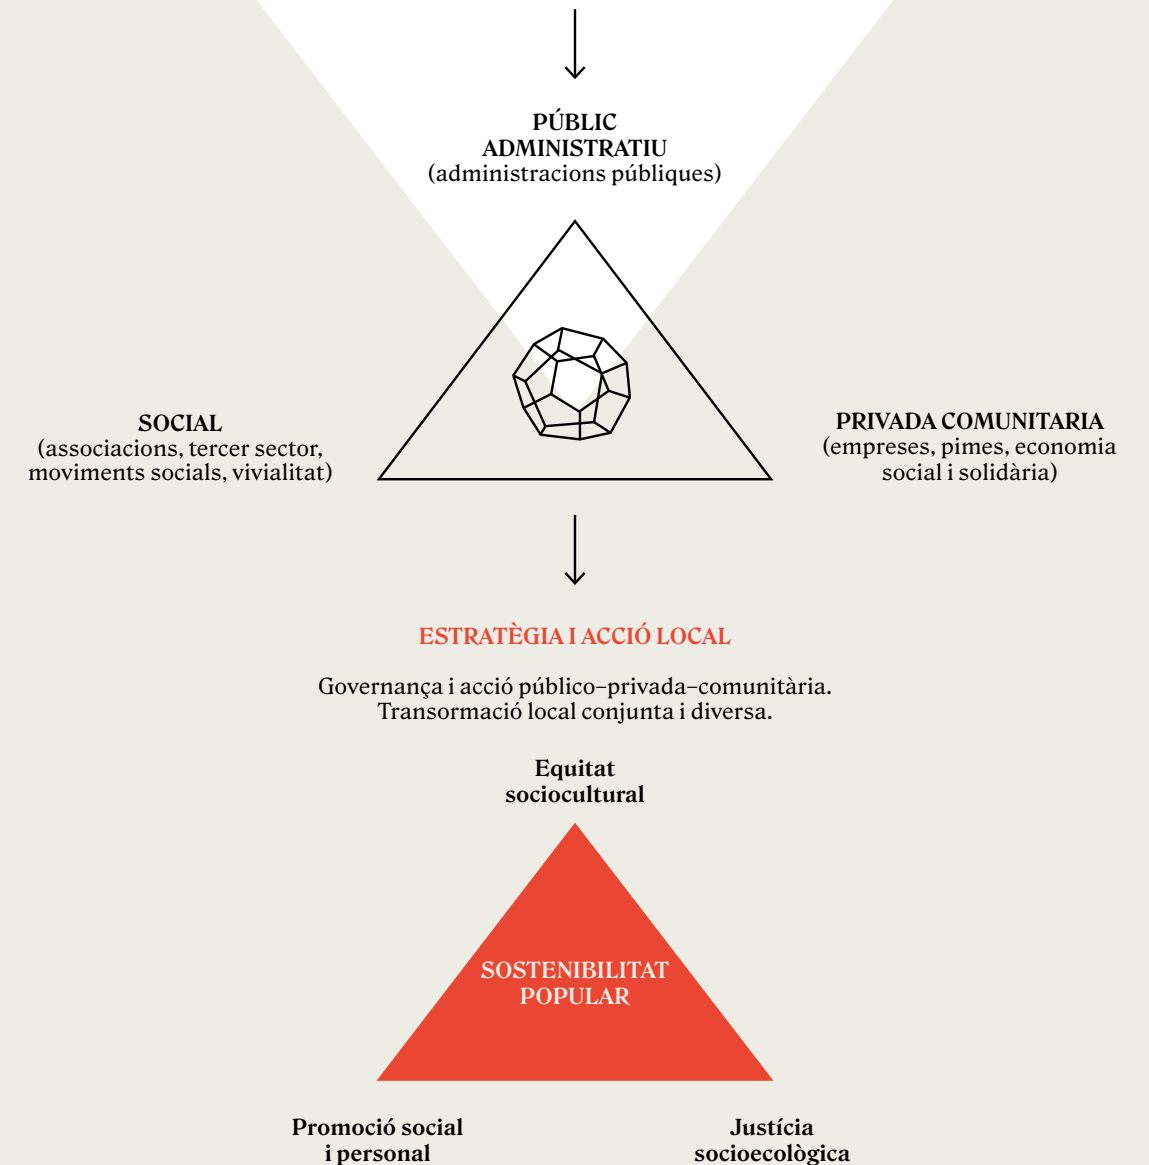 PÚBLIC
ADMINISTRATIU
(administracions públiques)
SOCIAL
(associacions, tercer sector,
moviments socials, vivialitat)
PRIVADA COMUNITARIA
(empreses, pimes, economia
social i solidària)
ESTRATÈGIA I ACCIÓ LOCAL
Governança i acció público–privada–comunitària.
Transormació local conjunta i diversa.
Equitat
sociocultural
SOSTENIBILITAT
POPULAR
Promoció social
i personal
Justícia
socioecològica